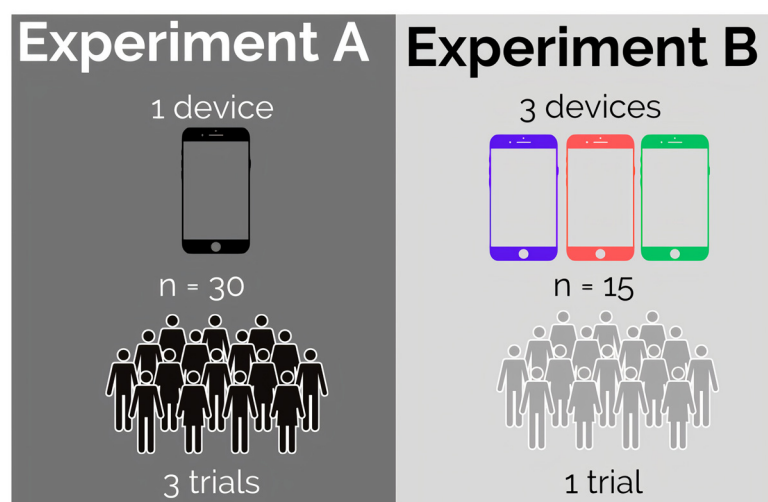 Experiment A
1 device
n = 30
3 trials
Experiment B
3 devices
n = 15
1 trial